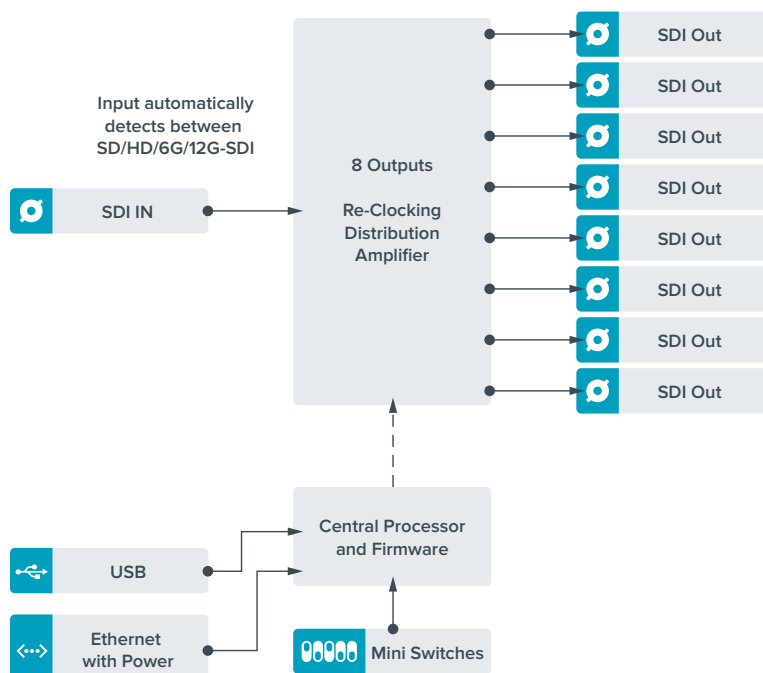 Input automatically
detects between
SD/HD/6G/12G-SDI
SDI IN
8 Outputs
Re-Clocking
Distribution
Amplifier
SDI Out
SDI Out
SDI Out
SDI Out
SDI Out
SDI Out
SDI Out
SDI Out
Central Processor
and Firmware
USB
Ethernet
with Power
Mini Switches